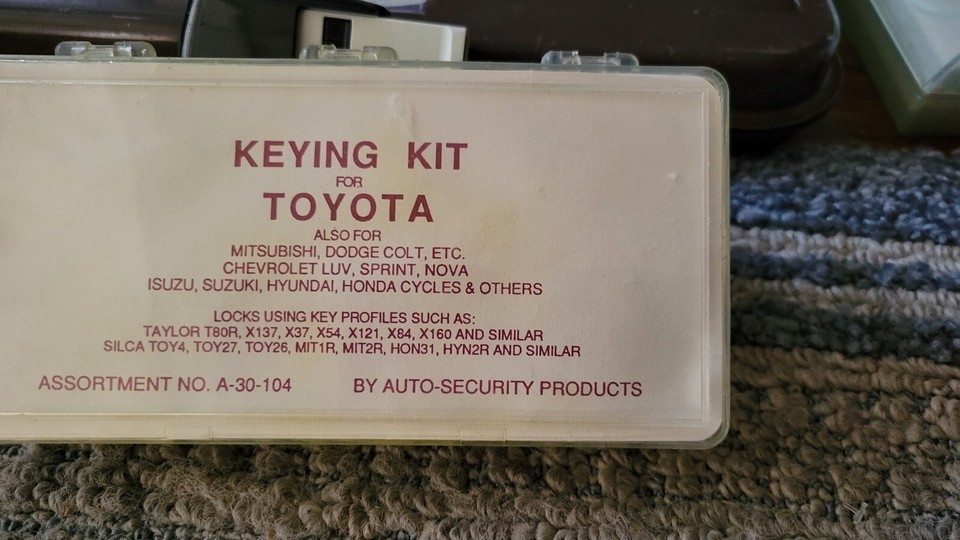 KEYING KIT
FOR
TOYOTA
ALSO FOR
MITSUBISHI, DODGE COLT, ETC.
CHEVROLET LUV, SPRINT, NOVA
ISUZU, SUZUKI, HYUNDAI, HONDA CYCLES & OTHERS
LOCKS USING KEY PROFILES SUCH AS:
TAYLOR T80R, X137, X37, X54, X121, X84, X160 AND SIMILAR
SILCA TOY4, TOY27, TOY26, MIT1R, MIT2R, HON31, HYN2R AND SIMILAR
ASSORTMENT NO. A-30-104 BY AUTO-SECURITY PRODUCTS